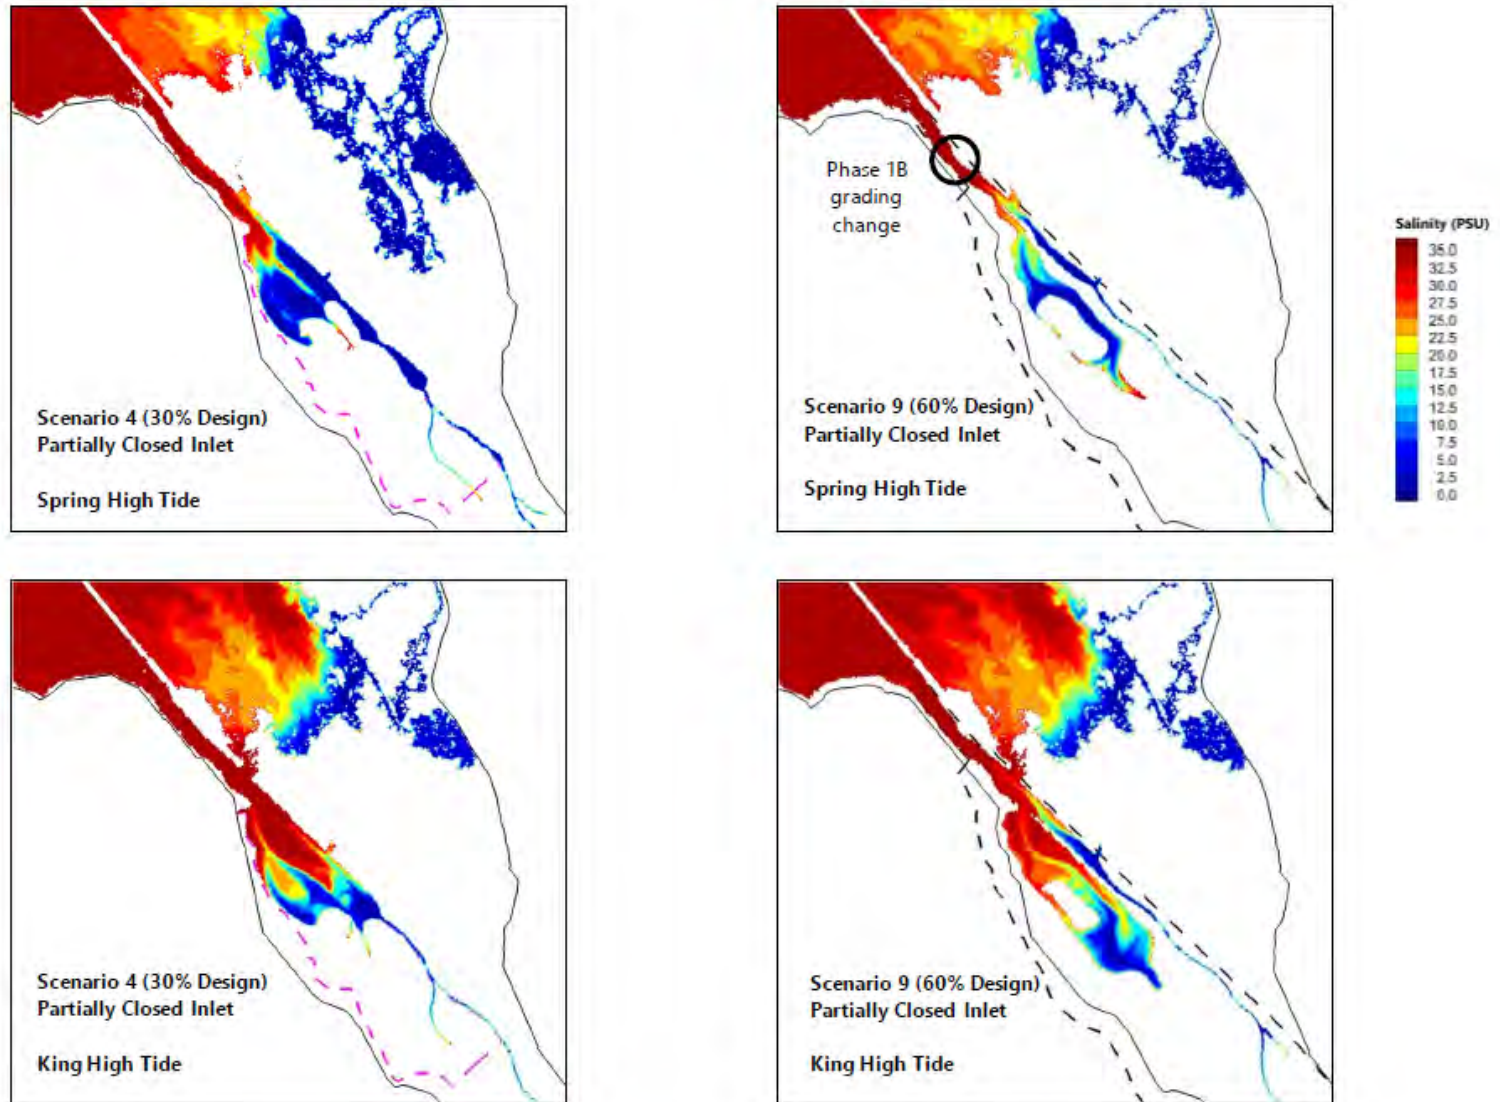 Phase 1B
grading
change
Scenario 4 (30% Design)
Partially Closed Inlet
Spring High Tide
Scenario 9 (60% Design)
Partially Closed Inlet
Spring High Tide
Salinity (PSU)
35.0
32.5
30.0
27.5
25.0
22.5
20.0
17.5
15.0
12.5
10.0
7.5
5.0
2.5
0.0
Scenario 4 (30% Design)
Partially Closed Inlet
King High Tide
Scenario 9 (60% Design)
Partially Closed Inlet
King High Tide